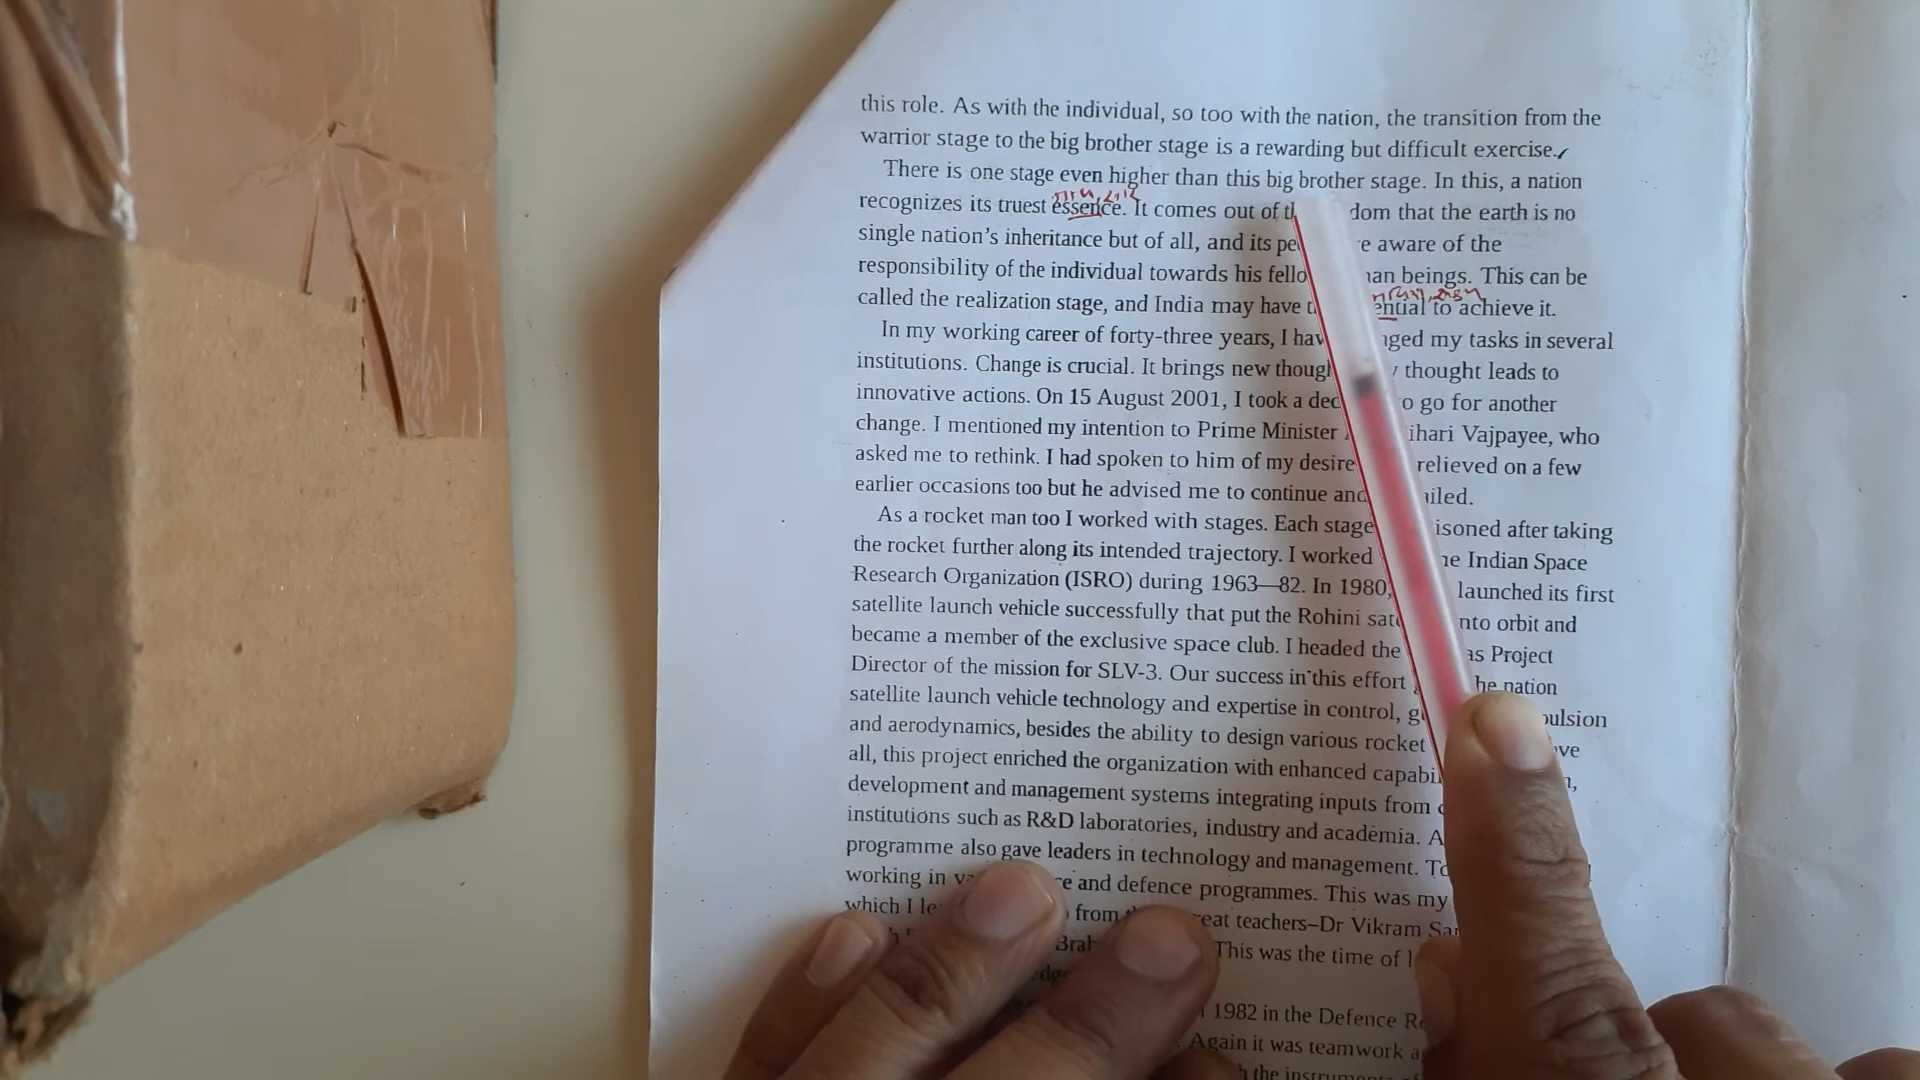 this role. As with the individual, so too with the nation, the transition from the
warrior stage to the big brother stage is a rewarding but difficult exercise.
There is one stage even higher than this big brother stage. In this, a nation
recognizes its truest essence. It comes out of dom that the earth is no
single nation's inheritance but of all, and its aware of the
responsibility of the individual towards his beings. This can be
called the realization stage, and India may have ential to achieve it.
In my working career of forty-three years, I nged my tasks in several
institutions. Change is crucial. It brings new thought leads to
innovative actions. On 15 August 2001, I took a go for another
change. I mentioned my intention to Prime Minister ihari Vajpayee, who
asked me to rethink. I had spoken to him of my desire relieved on a few
earlier occasions too but he advised me to continue and ailed.
As a rocket man too I worked with stages. Each stage isoned after taking
the rocket further along its intended trajectory. I worked Indian Space
Research Organization (ISRO) during 1963—82. In 1980, launched its first
satellite launch vehicle successfully that put the Rohini nto orbit and
became a member of the exclusive space club. I headed the as Project
Director of the mission for SLV-3. Our success in this effort nation
satellite launch vehicle technology and expertise in control, pulsion
and aerodynamics, besides the ability to design various rocket
all, this project enriched the organization with enhanced
development and management systems integrating inputs from
institutions such as R&D laboratories, industry and academia.
programme also gave leaders in technology and management.
working in and defence programmes. This was my
which I from eat teachers–Dr Vikram
This was the time of
1982 in the Defence
Again it was teamwork
the